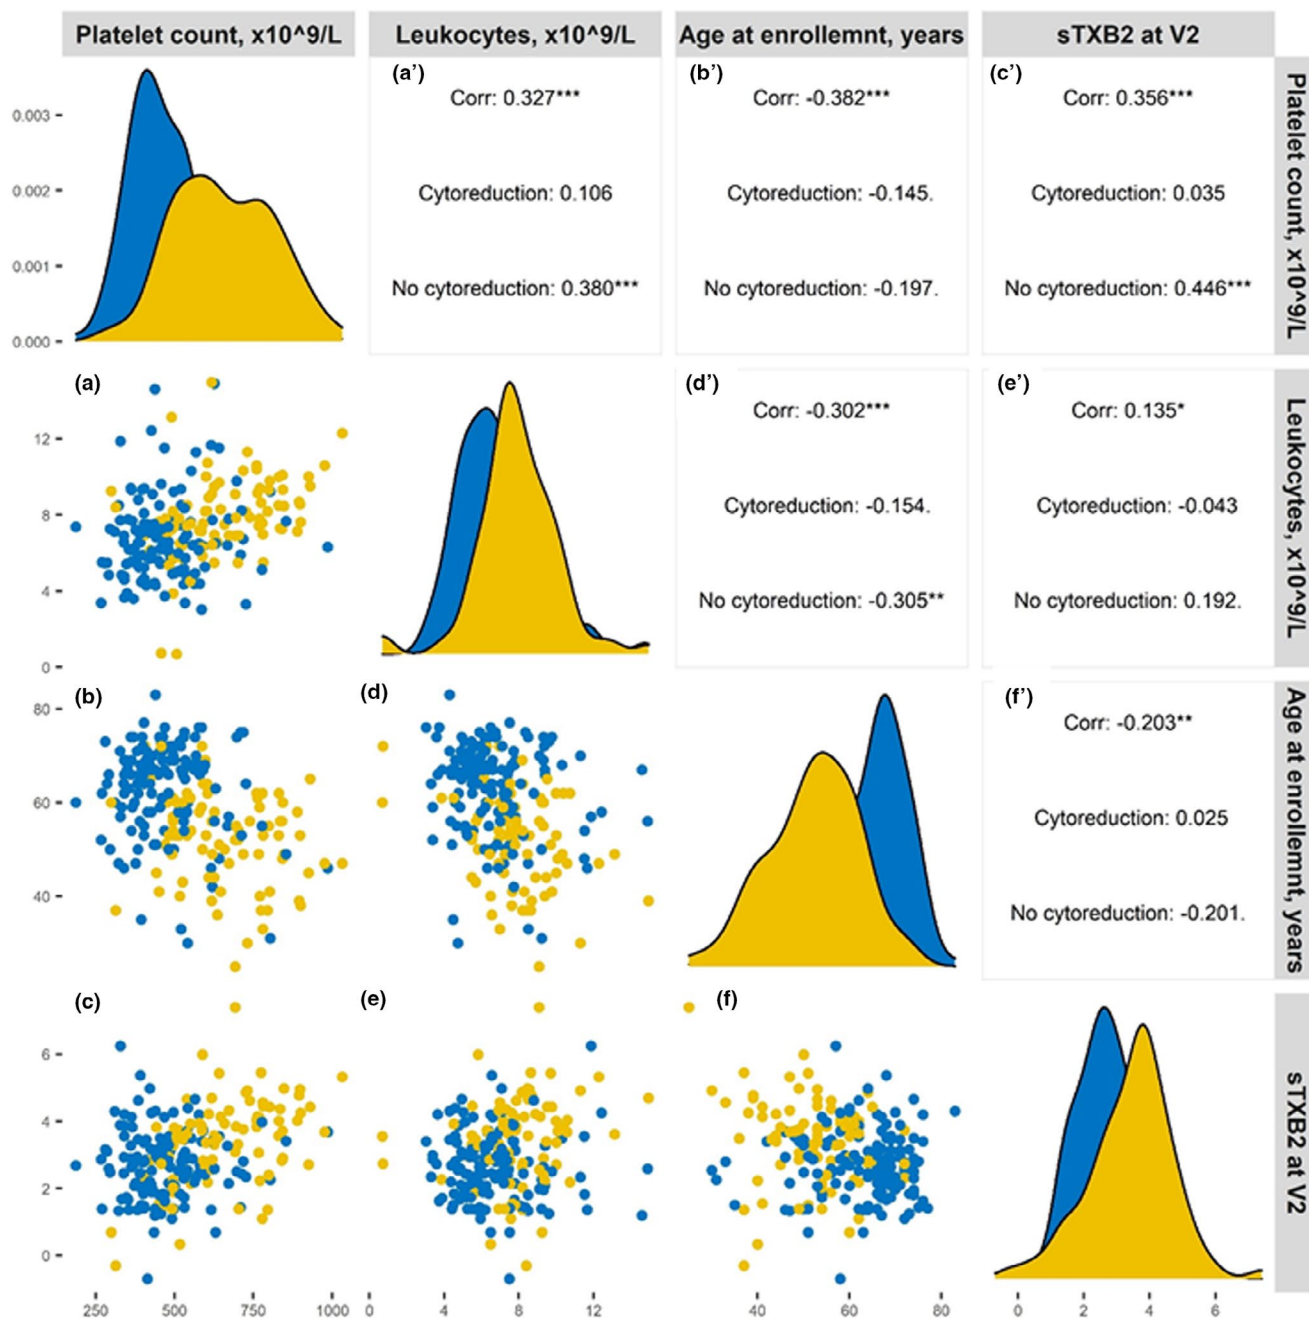 Platelet count, x10^9/L
Leukocytes, x10^9/L
Age at enrollemnt, years
sTXB2 at V2
0.003
0.002
0.001
0.000
(a')
Corr: 0.327***
Cytoreduction: 0.106
No cytoreduction: 0.380***
(b')
Corr: -0.382***
Cytoreduction: -0.145.
No cytoreduction: -0.197.
(c')
Corr: 0.356***
Cytoreduction: 0.035
No cytoreduction: 0.446***
Platelet count, x10^9/L
(a)
12
8
4
0
(d')
Corr: -0.302***
Cytoreduction: -0.154.
No cytoreduction: -0.305**
(e')
Corr: 0.135*
Cytoreduction: -0.043
No cytoreduction: 0.192.
Leukocytes, x10^9/L
(b)
80
60
40
(d)
(f')
Corr: -0.203**
Cytoreduction: 0.025
No cytoreduction: -0.201.
Age at enrollemnt, years
(c)
6
4
2
0
(e)
(f)
sTXB2 at V2
250 500 750 1000
0 4 8 12
40 60 80
0 2 4 6